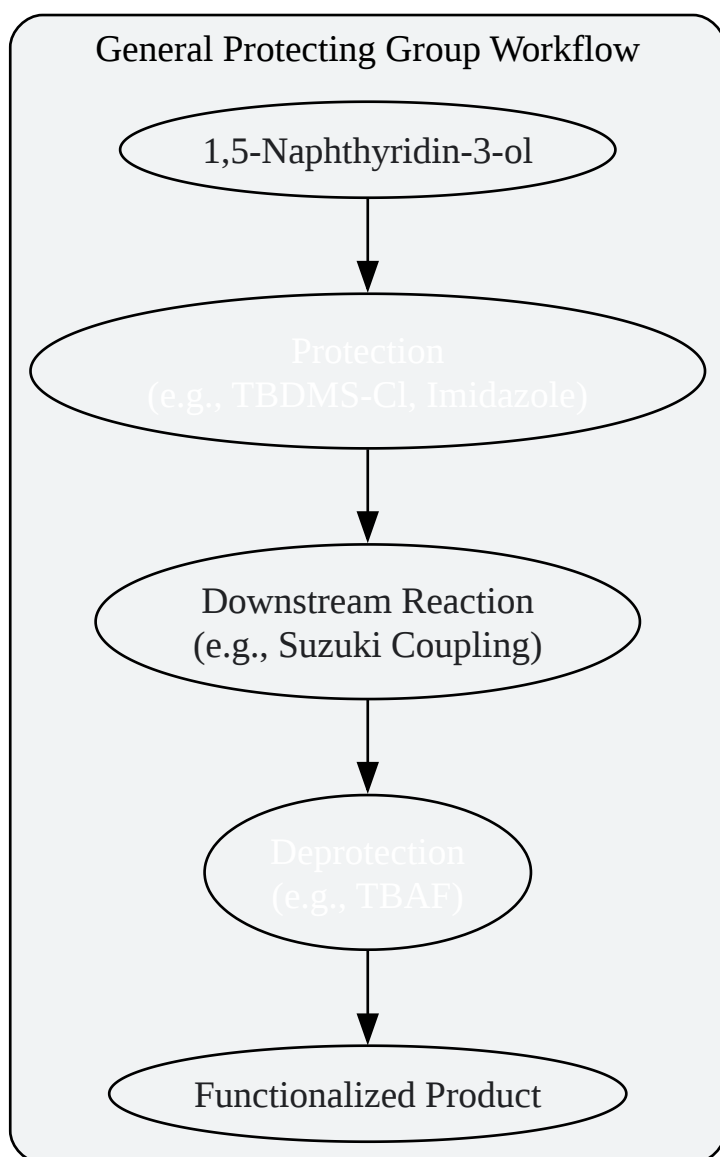 General Protecting Group Workflow
1,5-Naphthyridin-3-ol
Protection
(e.g., TBDMS-Cl, Imidazole)
Downstream Reaction
(e.g., Suzuki Coupling)
Deprotection
(e.g., TBAF)
Functionalized Product